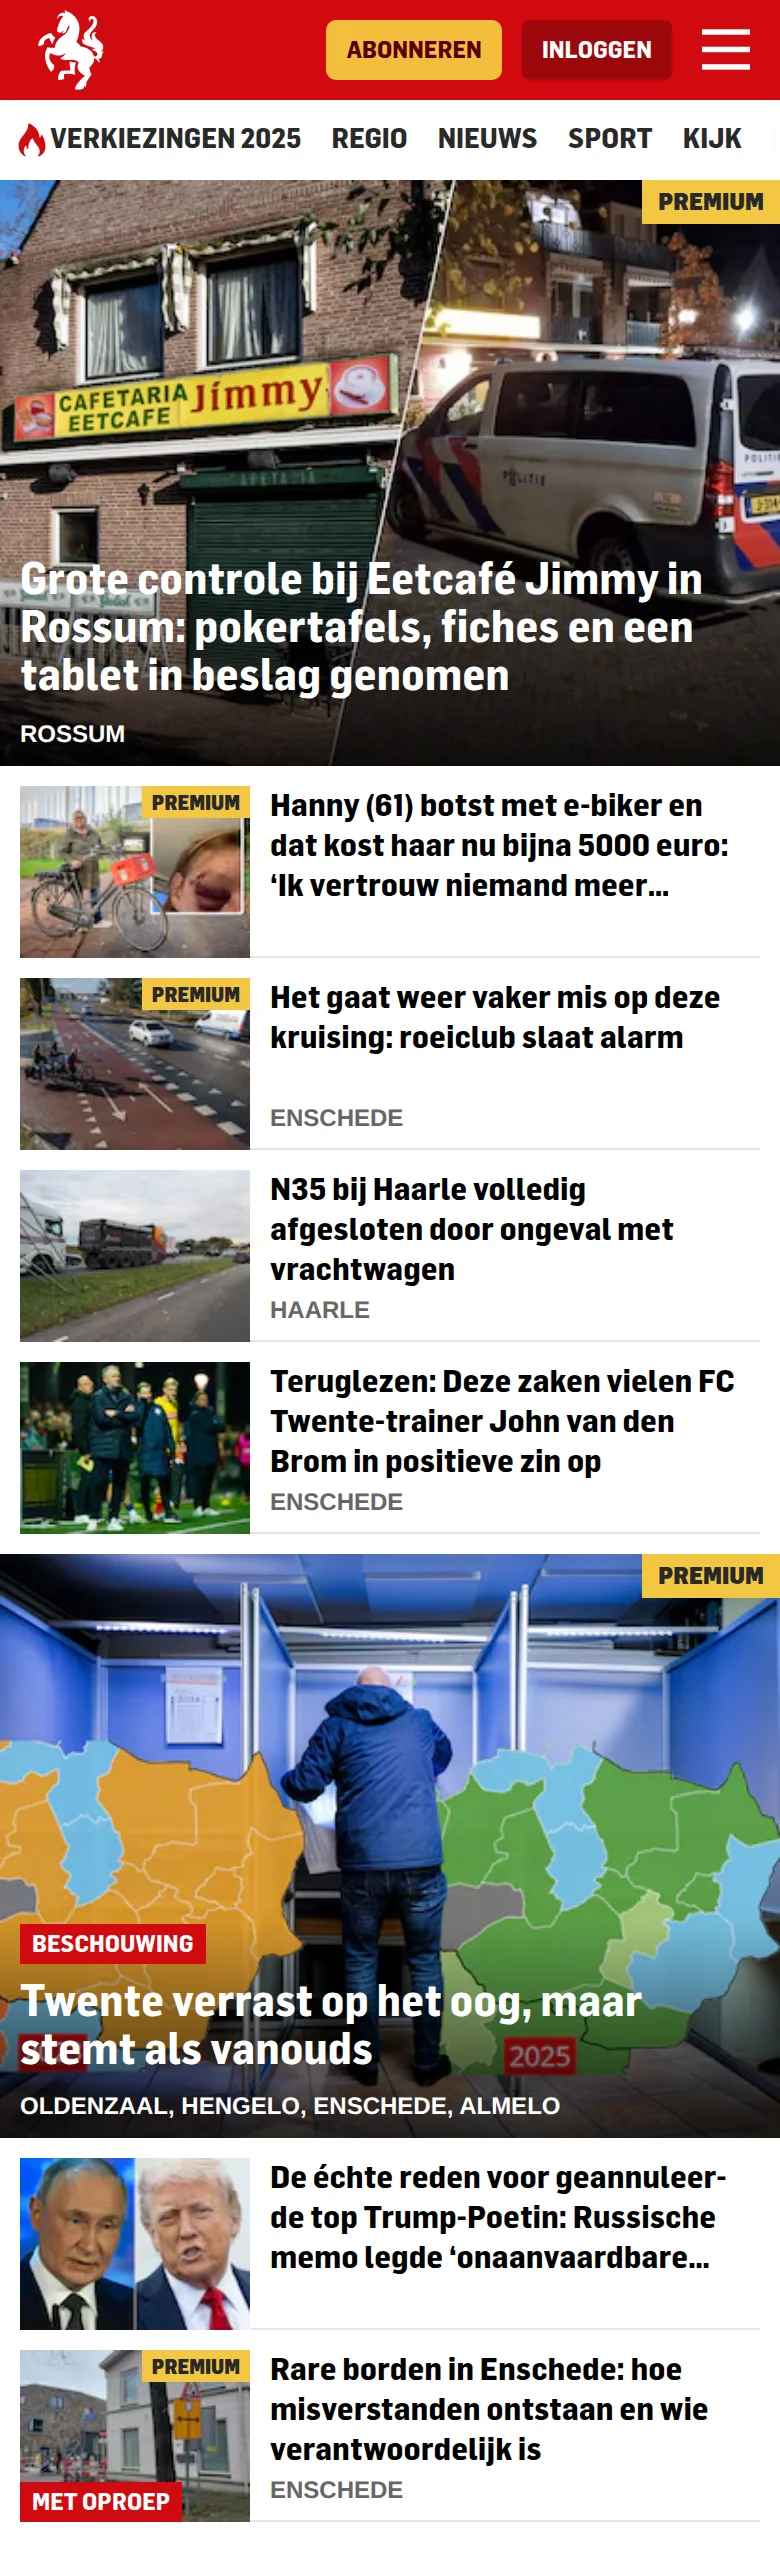 ABONNEREN
INLOGGEN
VERKIEZINGEN 2025 REGIO NIEUWS SPORT KIJK
PREMIUM
CAFETARIA
EETCAFE
Jimmy
POLITIE
POLITI
Grote controle bij Eetcafé Jimmy in
Rossum: pokertafels, fiches en een
tablet in beslag genomen
ROSSUM
PREMIUM
Hanny (61) botst met e-biker en
dat kost haar nu bijna 5000 euro:
‘Ik vertrouw niemand meer...
PREMIUM
Het gaat weer vaker mis op deze
kruising: roeiclub slaat alarm
ENSCHEDE
N35 bij Haarle volledig
afgesloten door ongeval met
vrachtwagen
HAARLE
Teruglezen: Deze zaken vielen FC
Twente-trainer John van den
Brom in positieve zin op
ENSCHEDE
PREMIUM
BESCHOUWING
Twente verrast op het oog, maar
stemt als vanouds
2025
OLDENZAAL, HENGELO, ENSCHEDE, ALMELO
De échte reden voor geannuleer-
de top Trump-Poetin: Russische
memo legde ‘onaanvaardbare...
PREMIUM
MET OPROEP
Rare borden in Enschede: hoe
misverstanden ontstaan en wie
verantwoordelijk is
ENSCHEDE